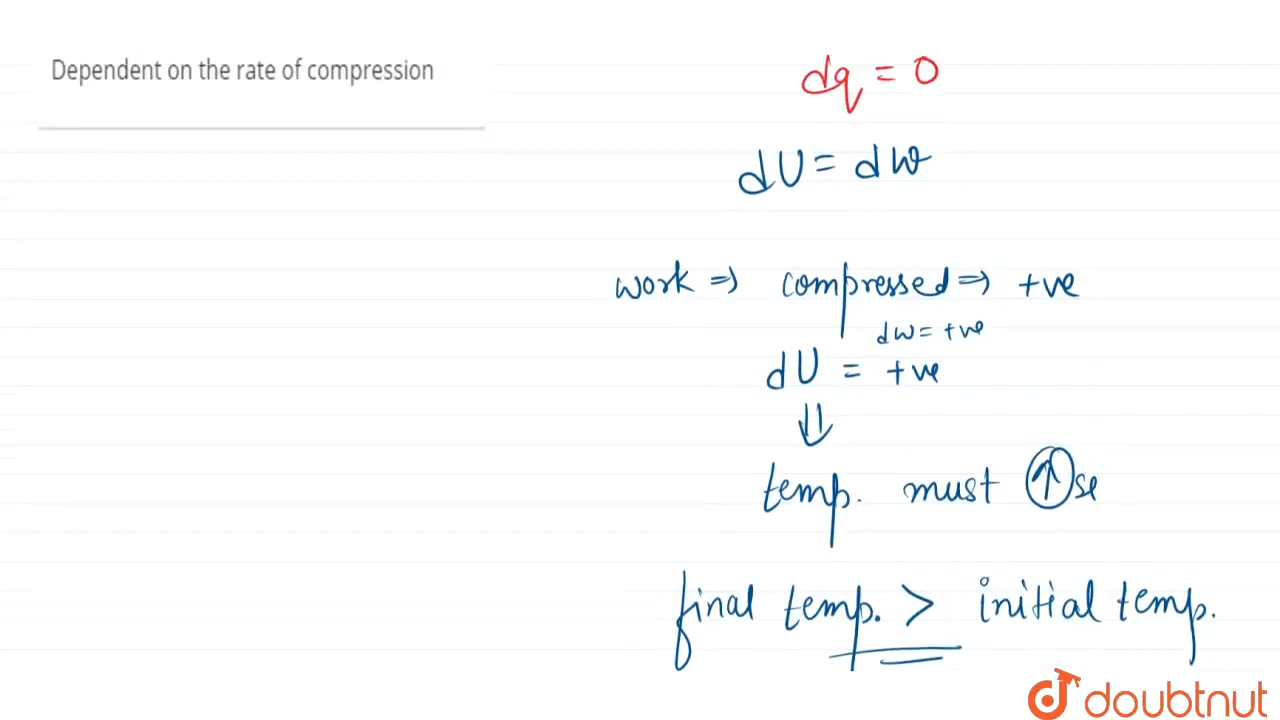 Dependent on the rate of compression
dq = 0
dU = dw
work ⇒ compressed ⇒ +ve
dw = +ve
dU = +ve
⇓
temp. must ↑se
final temp. > initial temp.
doubtnut